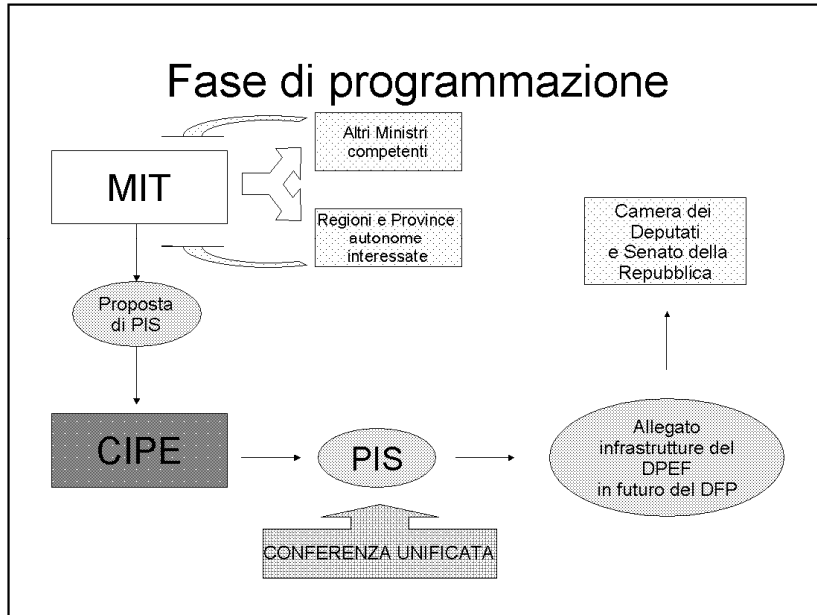 Fase di programmazione
Altri Ministri
competenti
MIT
Regioni e Province
autonome
interessate
Camera dei
Deputati
e Senato della
Repubblica
Proposta
di PIS
CIPE
PIS
Allegato
infrastrutture del
DPEF
in futuro del DFP
CONFERENZA UNIFICATA